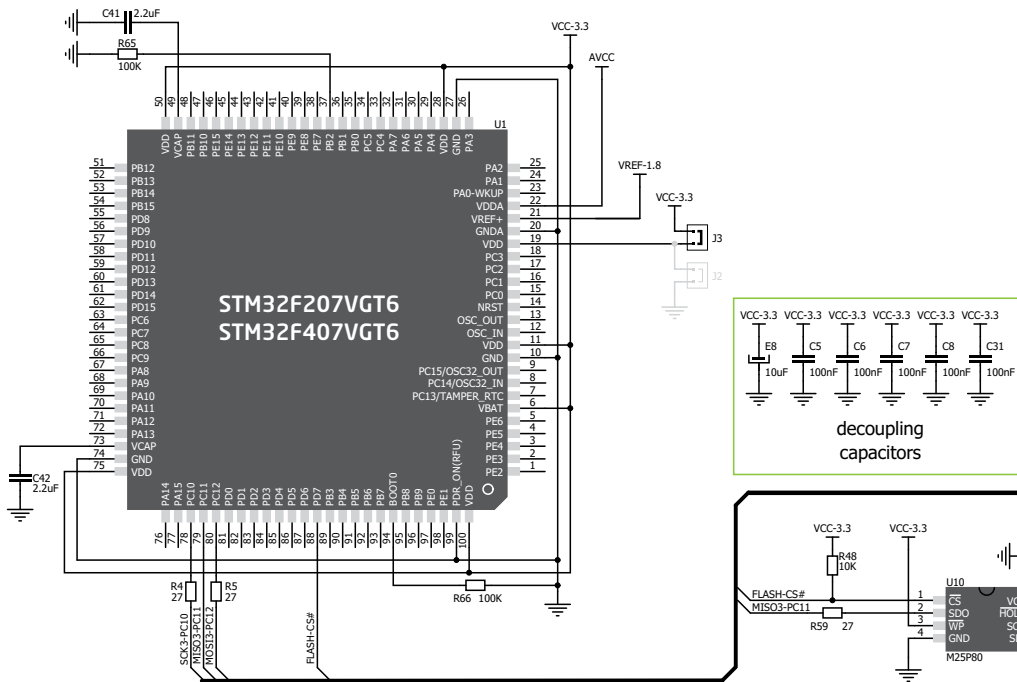 C41
2.2uF
R65
100K
VCC-3.3
AVCC
50 49 48 47 46 45 44 43 42 41 40 39 38 37 36 35 34 33 32 31 30 29 28 27 26
U1
VDD VCAP PB11 PB10 PE15 PE14 PE13 PE12 PE11 PE10 PE9 PE8 PE7 PB2 PB1 PB0 PC5 PC4 PA7 PA6 PA5 PA4 VDD GND PA3
51 PB12
52 PB13
53 PB14
54 PB15
55 PD8
56 PD9
57 PD10
58 PD11
59 PD12
60 PD13
61 PD14
62 PD15
63 PC6
64 PC7
65 PC8
66 PC9
67 PA8
68 PA9
69 PA10
70 PA11
71 PA12
72 PA13
73 VCAP
74 GND
75 VDD
STM32F207VGT6
STM32F407VGT6
PA2 25
PA1 24
PA0-WKUP 23
VDDA 22
VREF+ 21
GNDA 20
VDD 19
PC3 18
PC2 17
PC1 16
PC0 15
NRST 14
OSC_OUT 13
OSC_IN 12
VDD 11
GND 10
PC15/OSC32_OUT 9
PC14/OSC32_IN 8
PC13/TAMPER_RTC 7
VBAT 6
PE6 5
PE5 4
PE4 3
PE3 2
PE2 1
VREF-1.8
VCC-3.3
J3
J2
C42
2.2uF
PA14 PA15 PC10 PC11 PC12 PD0 PD1 PD2 PD3 PD4 PD5 PD6 PD7 PB3 PB4 PB5 PB6 PB7 BOOT0 PB8 PB9 PE0 PE1 PDR_ON(RFU) VDD
76 77 78 79 80 81 82 83 84 85 86 87 88 89 90 91 92 93 94 95 96 97 98 99 100
R4
27
R5
27
R66 100K
SCK3-PC10
MISO3-PC11
MOSI3-PC12
FLASH-CS#
VCC-3.3 VCC-3.3 VCC-3.3 VCC-3.3 VCC-3.3 VCC-3.3
E8 C5 C6 C7 C8 C31
10uF 100nF 100nF 100nF 100nF 100nF
decoupling
capacitors
VCC-3.3 VCC-3.3
R48
10K
U10
FLASH-CS# 1 CS
MISO3-PC11 2 SDO
R59 27
3 WP
4 GND
M25P80